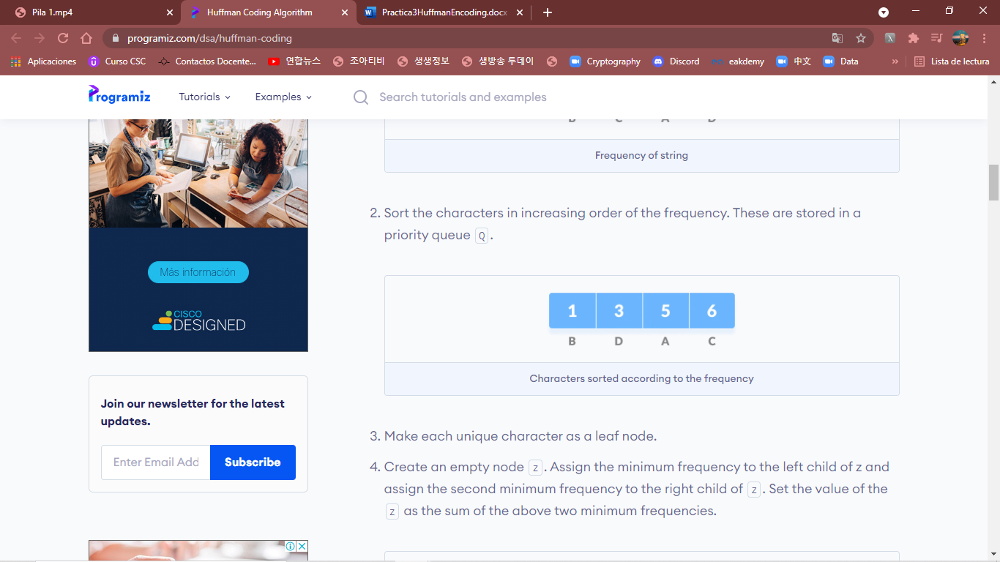 Pila 1.mp4
Huffman Coding Algorithm
Practica3HuffmanEncoding.docx
programiz.com/dsa/huffman-coding
Aplicaciones
Curso CSC
Contactos Docente...
연합뉴스
조아티비
생생정보
생방송 투데이
Cryptography
Discord
eakdemy
中文
Data
»
Lista de lectura
Programiz
Tutorials
Examples
Search tutorials and examples
Frequency of string
2. Sort the characters in increasing order of the frequency. These are stored in a
priority queue Q.
1 3 5 6
B D A C
Characters sorted according to the frequency
3. Make each unique character as a leaf node.
4. Create an empty node z. Assign the minimum frequency to the left child of z and
assign the second minimum frequency to the right child of z. Set the value of the
z as the sum of the above two minimum frequencies.
Más información
CISCO
DESIGNED
Join our newsletter for the latest
updates.
Enter Email Add
Subscribe